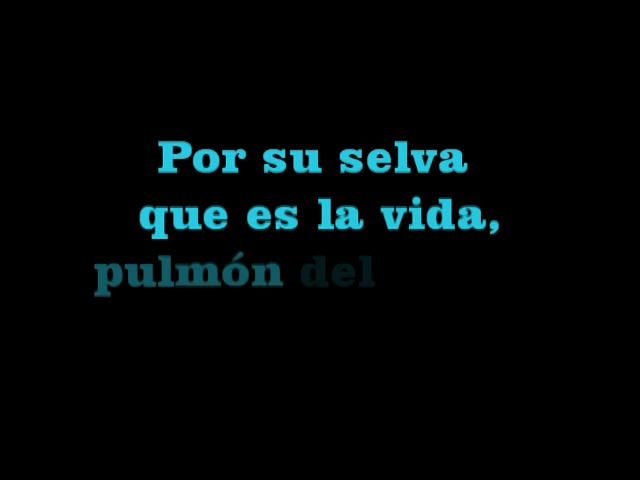 Por su selva
que es la vida,
pulmón del